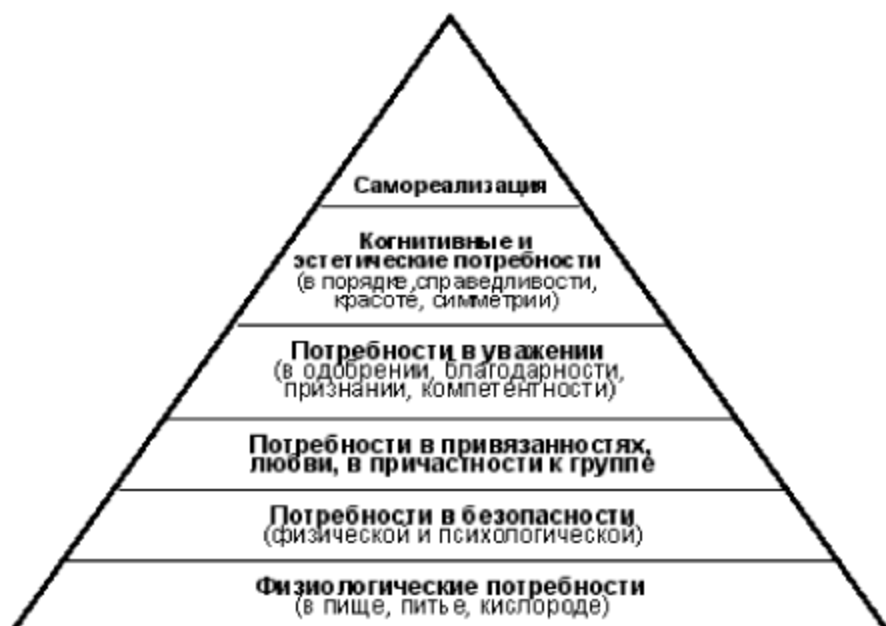 Самореализация
Когнитивные и
эстетические потребности
(в порядке,справедливости,
красоте, симметрии)
Потребности в уважении
(в одобрении, благодарности,
признании, компетентности)
Потребности в привязанностях,
любви, в причастности к группе
Потребности в безопасности
(физической и психологической)
Физиологические потребности
(в пище, питье, кислороде)